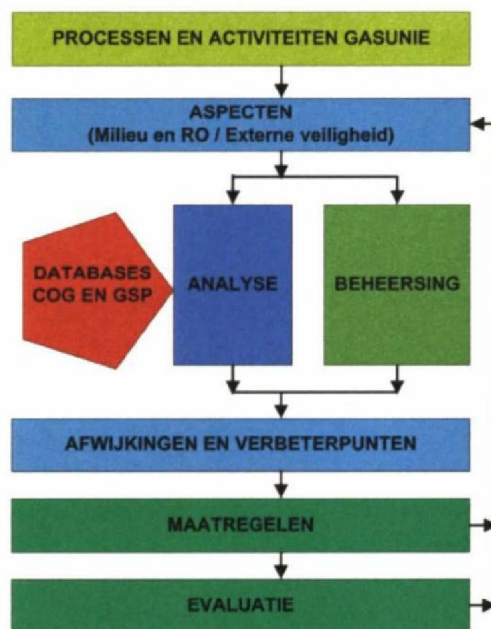 PROCESSEN EN ACTIVITEITEN GASUNIE
ASPECTEN
(Milieu en RO / Externe veiligheid)
DATABASES
COG EN GSP
ANALYSE
BEHEERSING
AFWIJKINGEN EN VERBETERPUNTEN
MAATREGELEN
EVALUATIE